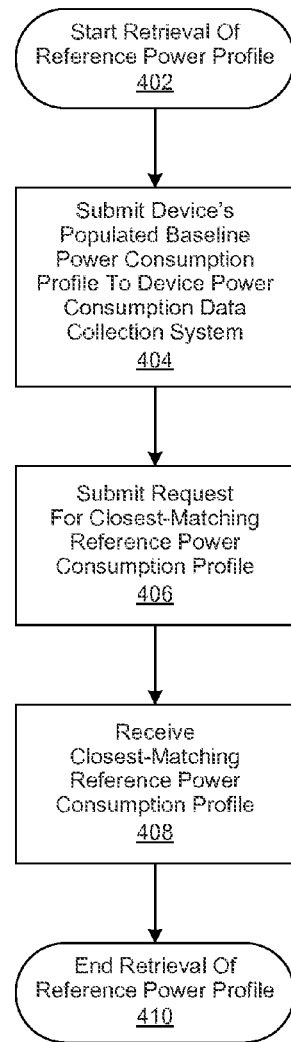 Start Retrieval Of
Reference Power Profile
402
Submit Device's
Populated Baseline
Power Consumption
Profile To Device Power
Consumption Data
Collection System
404
Submit Request
For Closest-Matching
Reference Power
Consumption Profile
406
Receive
Closest-Matching
Reference Power
Consumption Profile
408
End Retrieval Of
Reference Power Profile
410